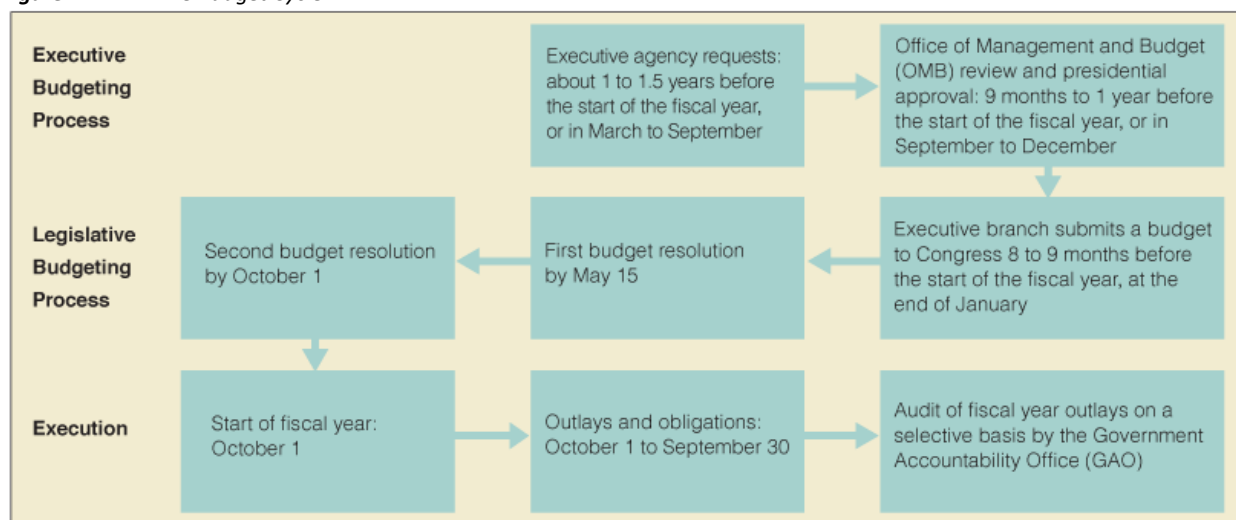 Executive
Budgeting
Process
Executive agency requests:
about 1 to 1.5 years before
the start of the fiscal year,
or in March to September
Office of Management and Budget
(OMB) review and presidential
approval: 9 months to 1 year before
the start of the fiscal year, or in
September to December
Legislative
Budgeting
Process
Executive branch submits a budget
to Congress 8 to 9 months before
the start of the fiscal year, at the
end of January
First budget resolution
by May 15
Second budget resolution
by October 1
Execution
Start of fiscal year:
October 1
Outlays and obligations:
October 1 to September 30
Audit of fiscal year outlays on a
selective basis by the Government
Accountability Office (GAO)